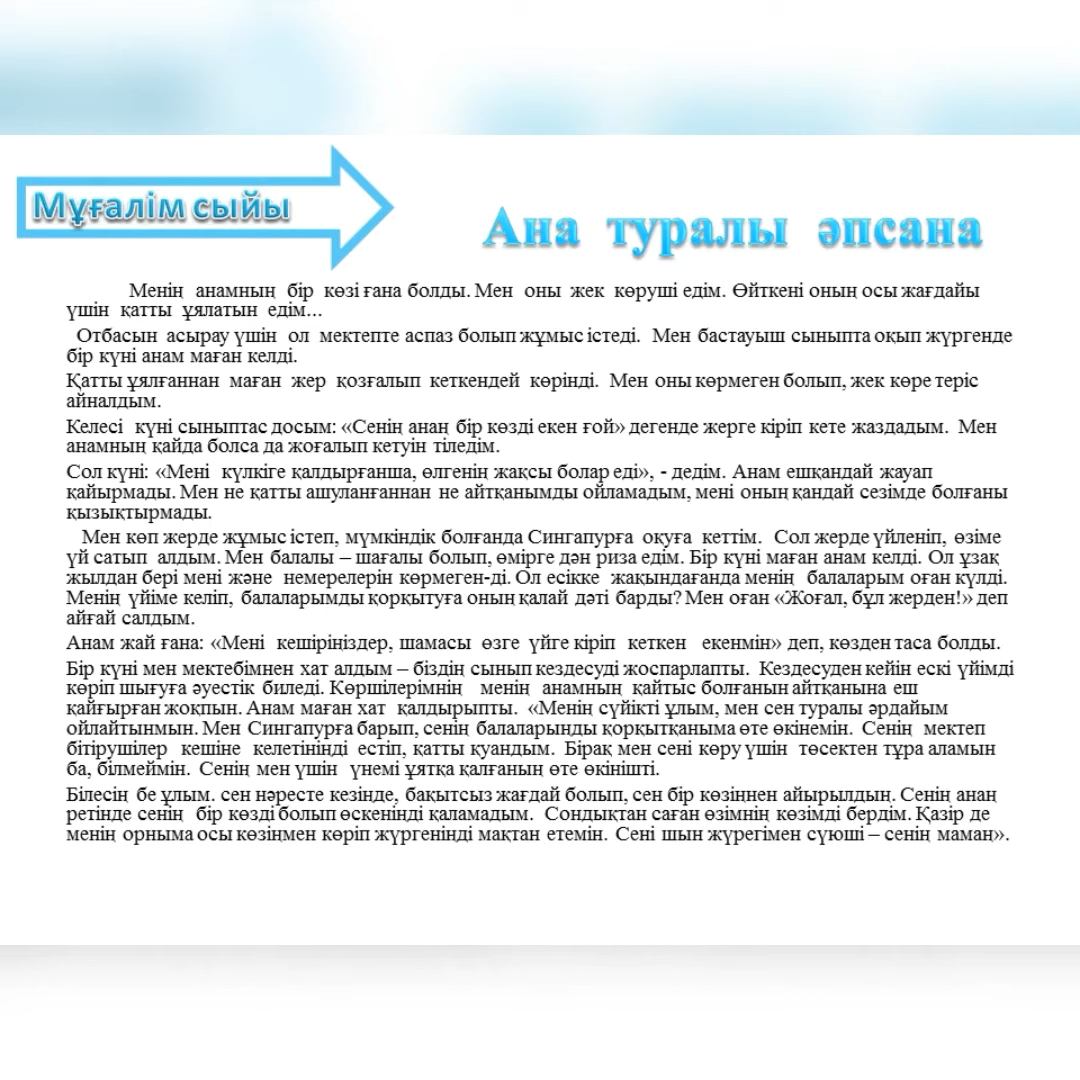 Мұғалім сыйы
Ана туралы әпсана
Менің анамның бір көзі ғана болды. Мен оны жек көруші едім. Өйткені оның осы жағдайы
үшін қатты ұялатын едім...
Отбасын асырау үшін ол мектепте аспаз болып жұмыс істеді. Мен бастауыш сыныпта оқып жүргенде
бір күні анам маған келді.
Қатты ұялғаннан маған жер қозғалып кеткендей көрінді. Мен оны көрмеген болып, жек көре теріс
айналдым.
Келесі күні сыныптас досым: «Сенің анаң бір көзді екен ғой» дегенде жерге кіріп кете жаздадым. Мен
анамның қайда болса да жоғалып кетуін тіледім.
Сол күні: «Мені күлкіге қалдырғанша, өлгенің жақсы болар еді», - дедім. Анам ешқандай жауап
қайырмады. Мен не қатты ашуланғаннан не айтқанымды ойламадым, мені оның қандай сезімде болғаны
қызықтырмады.
Мен көп жерде жұмыс істеп, мүмкіндік болғанда Сингапурға оқуға кеттім. Сол жерде үйленіп, өзіме
үй сатып алдым. Мен балалы – шағалы болып, өмірге дән риза едім. Бір күні маған анам келді. Ол ұзақ
жылдан бері мені және немерелерін көрмеген-ді. Ол есікке жақындағанда менің балаларым оған күлді.
Менің үйіме келіп, балаларымды қорқытуға оның қалай дәті барды? Мен оған «Жоғал, бұл жерден!» деп
айғай салдым.
Анам жай ғана: «Мені кешіріңіздер, шамасы өзге үйге кіріп кеткен екенмін» деп, көзден таса болды.
Бір күні мен мектебімнен хат алдым – біздің сынып кездесуді жоспарлапты. Кездесуден кейін ескі үйімді
көріп шығуға әуестік биледі. Көршілерімнің менің анамның қайтыс болғанын айтқанына еш
қайғырған жоқпын. Анам маған хат қалдырыпты. «Менің сүйікті ұлым, мен сен туралы әрдайым
ойлайтынмын. Мен Сингапурға барып, сенің балаларынды қорқытқаныма өте өкінемін. Сенің мектеп
бітірушілер кешіне келетініңді естіп, қатты қуандым. Бірақ мен сені көру үшін төсектен тұра аламын
ба, білмеймін. Сенің мен үшін үнемі ұятқа қалғаның өте өкінішті.
Білесің бе ұлым. сен нәресте кезінде, бақытсыз жағдай болып, сен бір көзіңнен айырылдың. Сенің анаң
ретінде сенің бір көзді болып өскеніңді қаламадым. Сондықтан саған өзімнің көзімді бердім. Қазір де
менің орныма осы көзіңмен көріп жүргеніңді мақтан етемін. Сені шын жүрегімен сүюші – сенің мамаң».